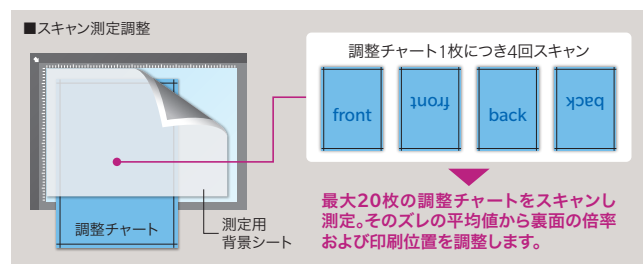 ■スキャン測定調整
調整チャート1枚につき4回スキャン
front
front
back
back
調整チャート
測定用
背景シート
最大20枚の調整チャートをスキャンし
測定。そのズレの平均値から裏面の倍率
および印刷位置を調整します。